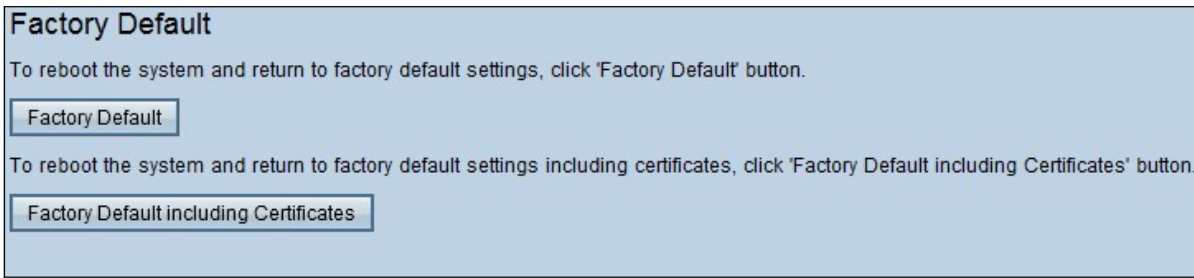 Factory Default
To reboot the system and return to factory default settings, click 'Factory Default' button.
Factory Default
To reboot the system and return to factory default settings including certificates, click 'Factory Default including Certificates' button.
Factory Default including Certificates